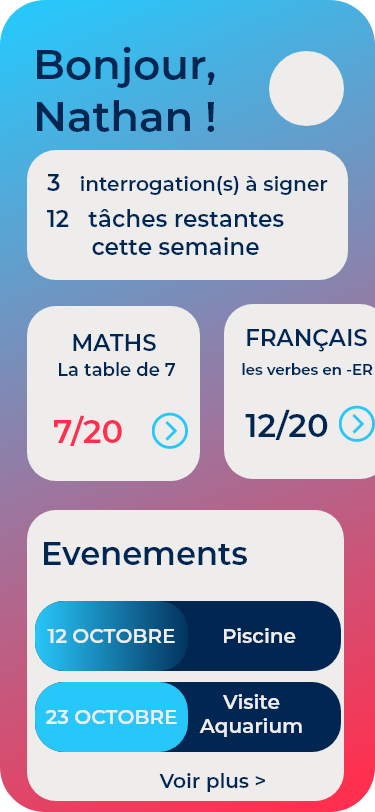 Bonjour,
Nathan !
3 interrogation(s) à signer
12 tâches restantes
cette semaine
MATHS
La table de 7
7/20
FRANÇAIS
les verbes en -ER
12/20
Evenements
12 OCTOBRE Piscine
23 OCTOBRE Visite
Aquarium
Voir plus >